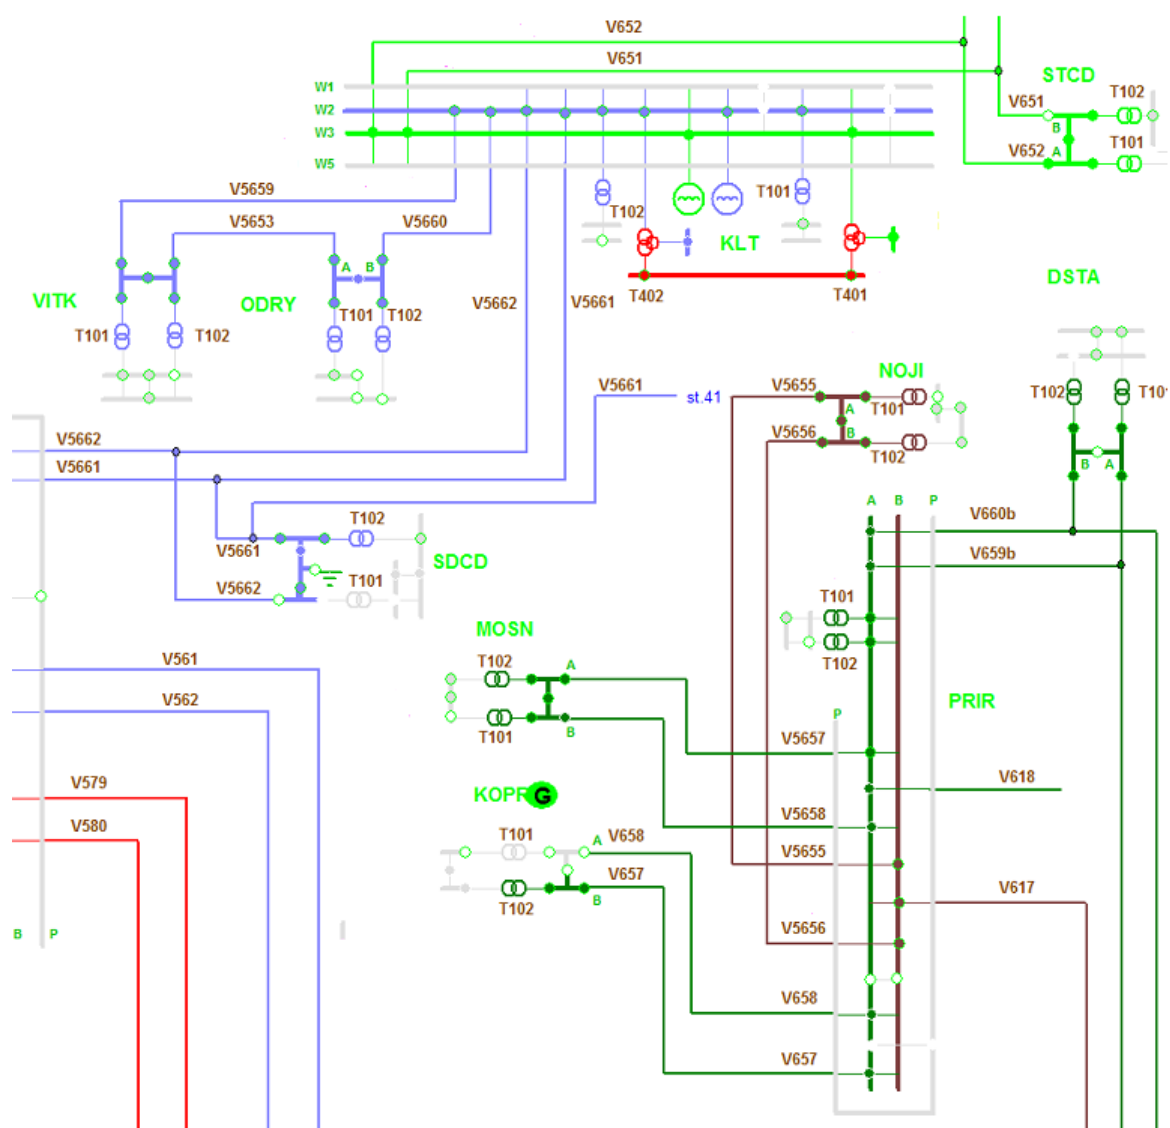 V652
V651
W1
W2
W3
W5
STCD
T102
V651
B
V652
A
T101
V5659
V5653
V5660
T102
T101
KLT
A
B
VITK
ODRY
T101
T102
T101
T102
V5662
V5661
T402
T401
DSTA
T102
T10
B
A
V5661
st.41
V5655
NOJI
T101
A
V5656
B
T102
V5662
V5661
T102
V5661
SDCD
V5662
T101
A
B
P
V660b
V659b
T101
T102
MOSN
T102
A
T101
B
V561
V562
PRIR
P
V5657
V618
V579
V580
KOPR
G
V5658
T101
V658
A
V657
T102
B
V5655
V617
V5656
B
P
V658
V657